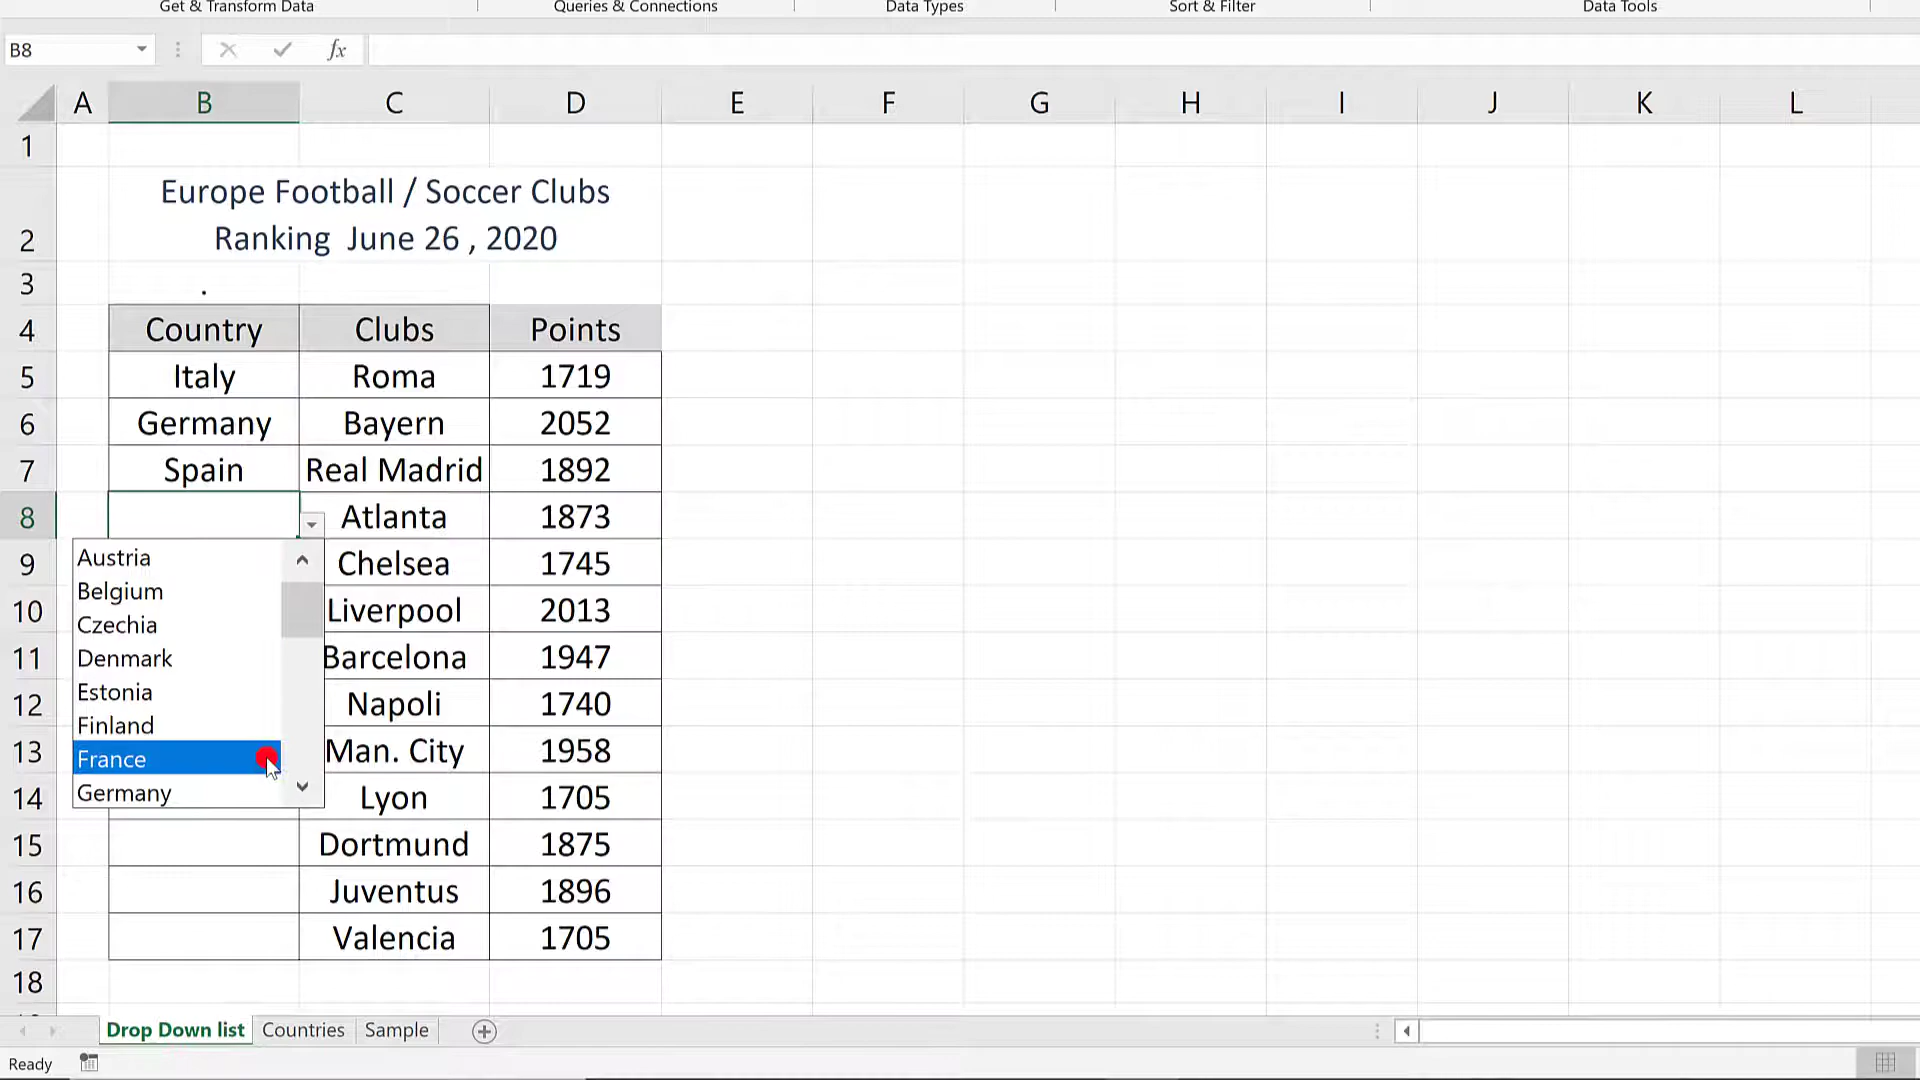 Get & Transform Data Queries & Connections Data Types Sort & Filter Data Tools
B8 fx
A B C D E F G H I J K L
1
Europe Football / Soccer Clubs
2 Ranking June 26 , 2020
3 .
4 Country Clubs Points
5 Italy Roma 1719
6 Germany Bayern 2052
7 Spain Real Madrid 1892
8 Atlanta 1873
Austria
9 Chelsea 1745
Belgium
10 Liverpool 2013
Czechia
11 Denmark Barcelona 1947
Estonia
12 Napoli 1740
Finland
13 Man. City 1958
France
14 Germany Lyon 1705
15 Dortmund 1875
16 Juventus 1896
17 Valencia 1705
18
Drop Down list Countries Sample
Ready